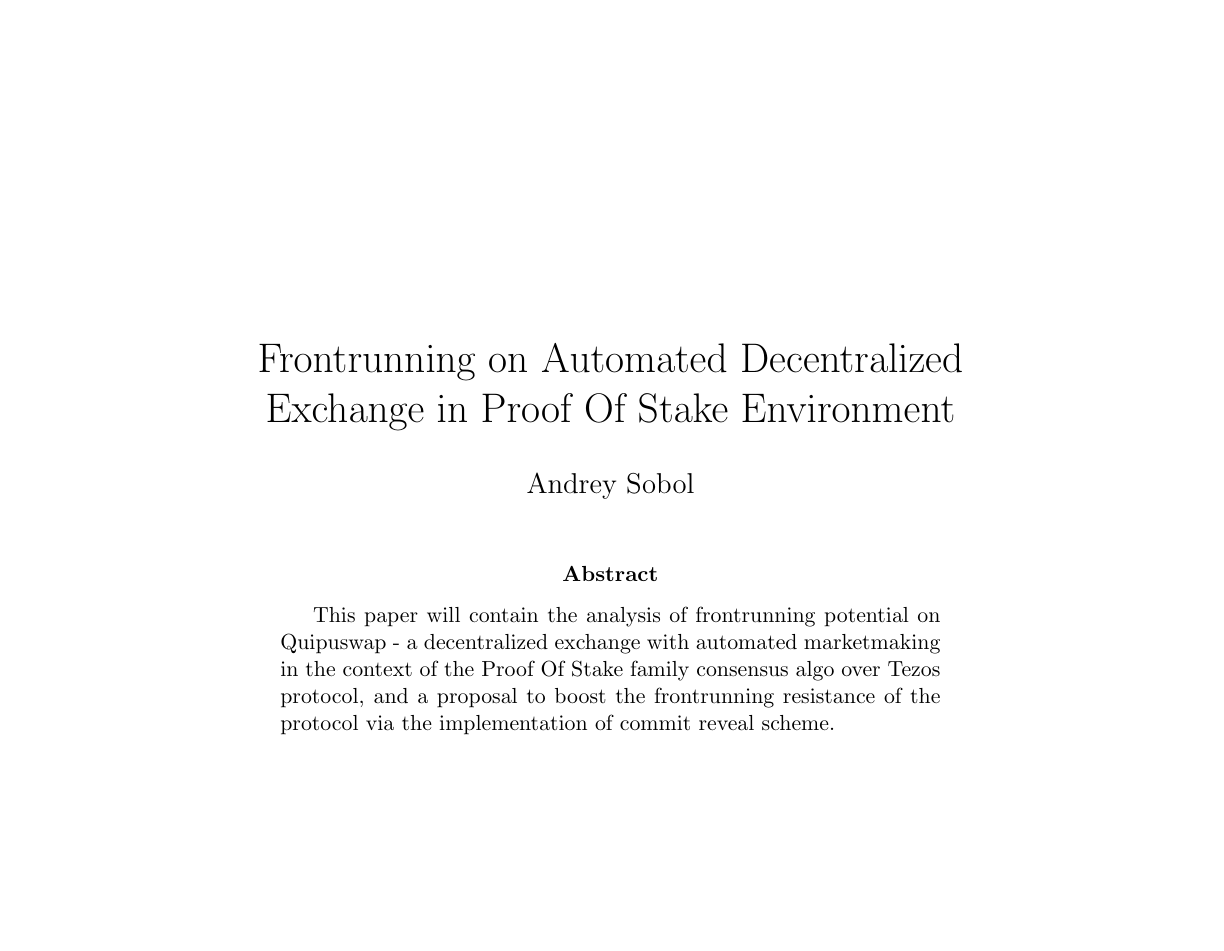 Frontrunning on Automated Decentralized
Exchange in Proof Of Stake Environment
Andrey Sobol
Abstract
This paper will contain the analysis of frontrunning potential on
Quipuswap - a decentralized exchange with automated marketmaking
in the context of the Proof Of Stake family consensus algo over Tezos
protocol, and a proposal to boost the frontrunning resistance of the
protocol via the implementation of commit reveal scheme.